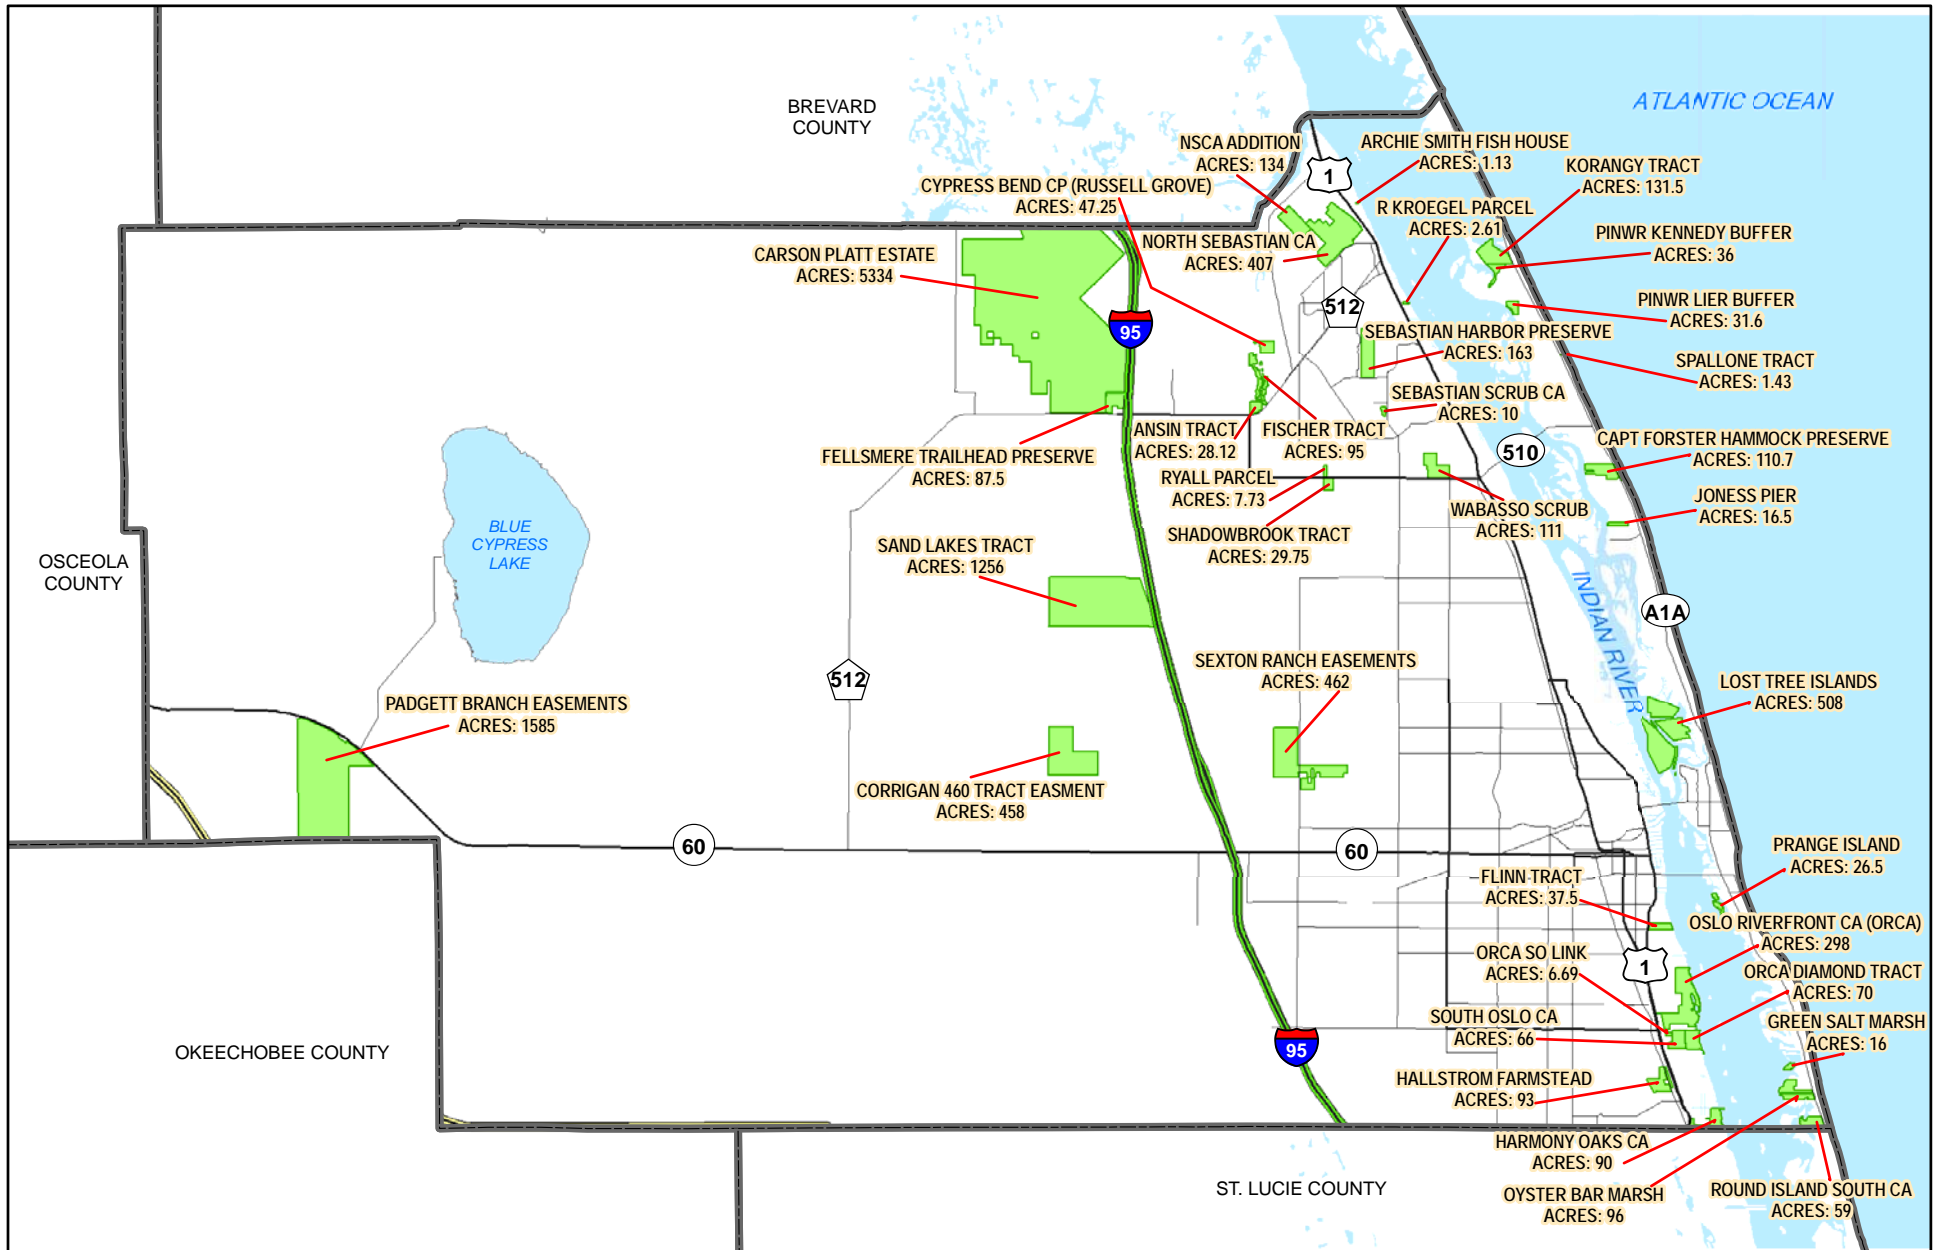 BREVARD
COUNTY
ATLANTIC OCEAN
NSCA ADDITION
ACRES: 134
1
ARCHIE SMITH FISH HOUSE
ACRES: 1.13
KORANGY TRACT
ACRES: 131.5
CYPRESS BEND CP (RUSSELL GROVE)
ACRES: 47.25
R KROEGEL PARCEL
ACRES: 2.61
PINWR KENNEDY BUFFER
ACRES: 36
CARSON PLATT ESTATE
ACRES: 5334
NORTH SEBASTIAN CA
ACRES: 407
512
PINWR LIER BUFFER
ACRES: 31.6
95
SEBASTIAN HARBOR PRESERVE
ACRES: 163
SPALLONE TRACT
ACRES: 1.43
SEBASTIAN SCRUB CA
ACRES: 10
ANSIN TRACT
ACRES: 28.12
FISCHER TRACT
ACRES: 95
510
CAPT FORSTER HAMMOCK PRESERVE
ACRES: 110.7
FELLSMERE TRAILHEAD PRESERVE
ACRES: 87.5
RYALL PARCEL
ACRES: 7.73
WABASSO SCRUB
ACRES: 111
JONESS PIER
ACRES: 16.5
SHADOWBROOK TRACT
ACRES: 29.75
BLUE
CYPRESS
LAKE
OSCEOLA
COUNTY
SAND LAKES TRACT
ACRES: 1256
INDIAN RIVER
A1A
SEXTON RANCH EASEMENTS
ACRES: 462
512
LOST TREE ISLANDS
ACRES: 508
PADGETT BRANCH EASEMENTS
ACRES: 1585
CORRIGAN 460 TRACT EASMENT
ACRES: 458
60
60
PRANGE ISLAND
ACRES: 26.5
FLINN TRACT
ACRES: 37.5
OSLO RIVERFRONT CA (ORCA)
ACRES: 298
ORCA SO LINK
ACRES: 6.69
1
ORCA DIAMOND TRACT
ACRES: 70
SOUTH OSLO CA
ACRES: 66
GREEN SALT MARSH
ACRES: 16
OKEECHOBEE COUNTY
95
HALLSTROM FARMSTEAD
ACRES: 93
HARMONY OAKS CA
ACRES: 90
ST. LUCIE COUNTY
OYSTER BAR MARSH
ACRES: 96
ROUND ISLAND SOUTH CA
ACRES: 59